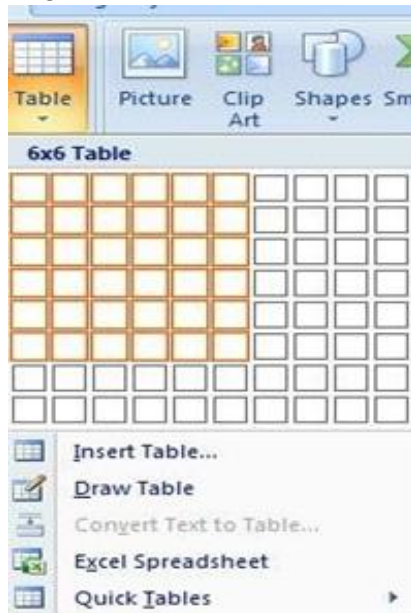 Table Picture Clip Art Shapes Sm
6x6 Table
Insert Table...
Draw Table
Convert Text to Table...
Excel Spreadsheet
Quick Tables